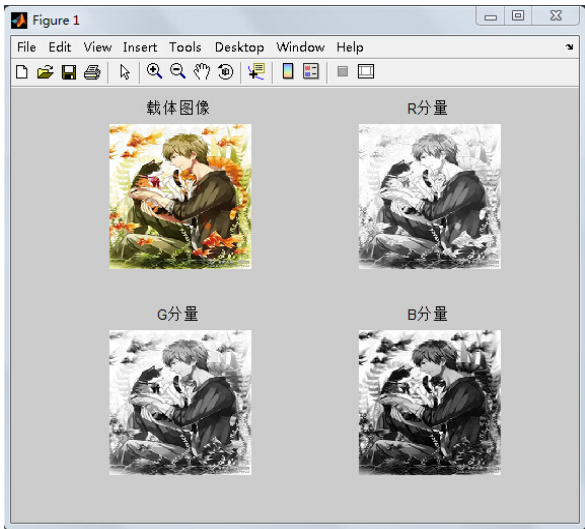 Figure 1
File Edit View Insert Tools Desktop Window Help
载体图像
R分量
G分量
B分量